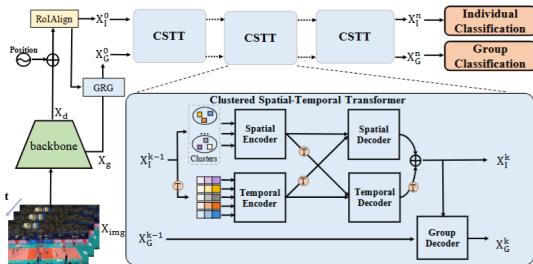 RoIAlign
X_I^0
X_G^0
CSTT
CSTT
CSTT
X_I^n
X_G^n
Individual
Classification
Group
Classification
Position
GRG
X_d
backbone
X_g
t
X_img
Clustered Spatial-Temporal Transformer
Clusters
X_I^{k-1}
T
Spatial
Encoder
Temporal
Encoder
T
T
Spatial
Decoder
Temporal
Decoder
T
X_I^k
X_G^{k-1}
Group
Decoder
X_G^k